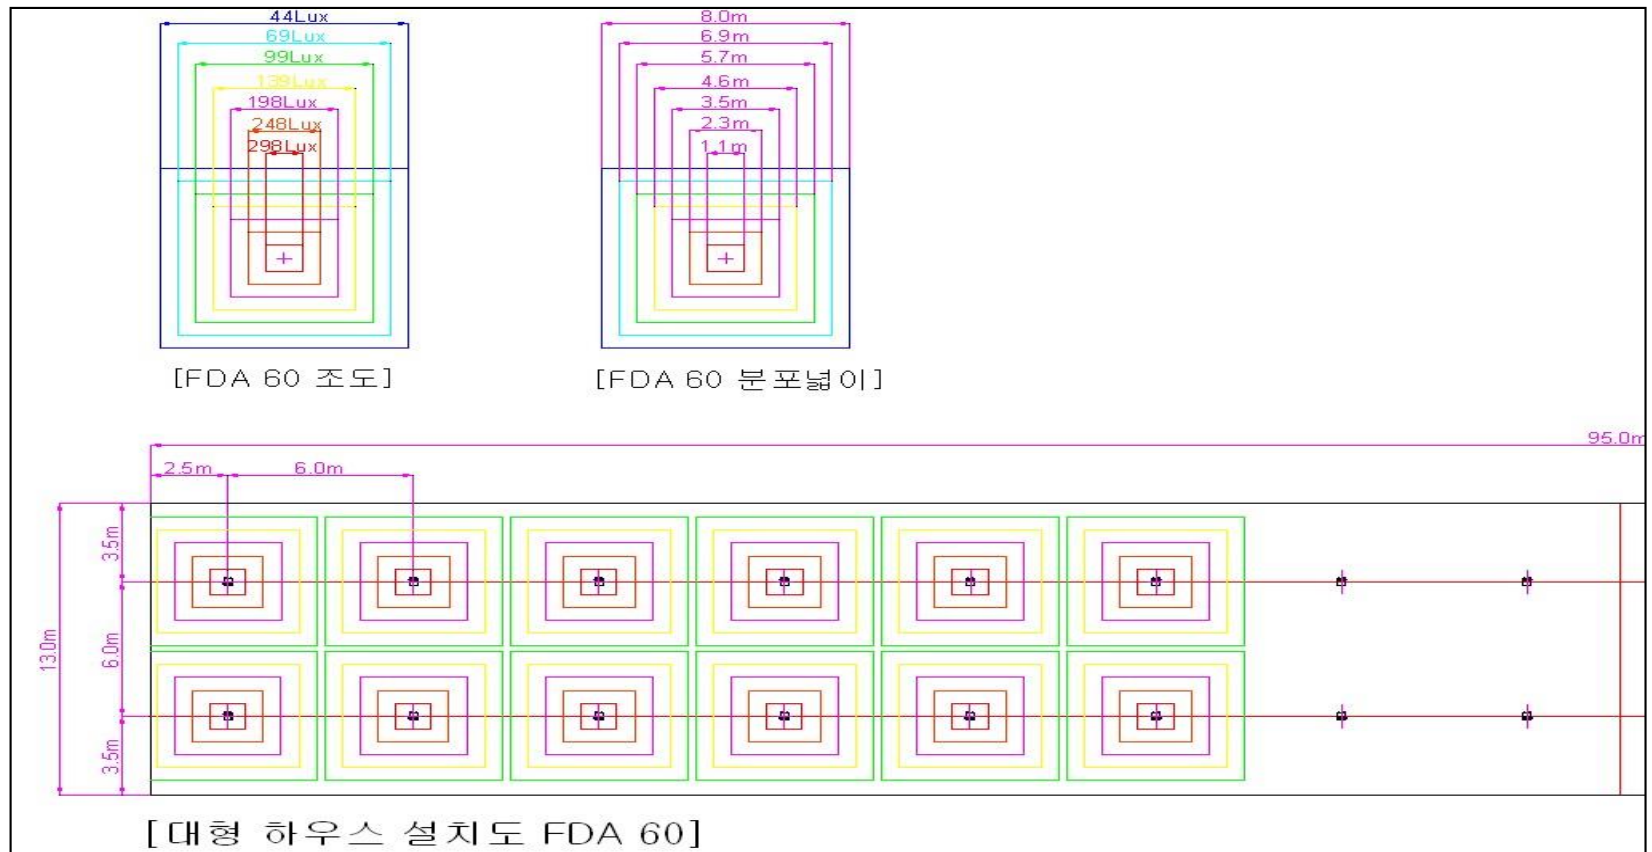 44Lux
69Lux
99Lux
139Lux
198Lux
248Lux
298Lux
[FDA 60 조도]
8.0m
6.9m
5.7m
4.6m
3.5m
2.3m
1.1m
[FDA 60 분포넓이]
95.0m
2.5m 6.0m
3.5m
6.0m
3.5m
13.0m
[대형 하우스 설치도 FDA 60]